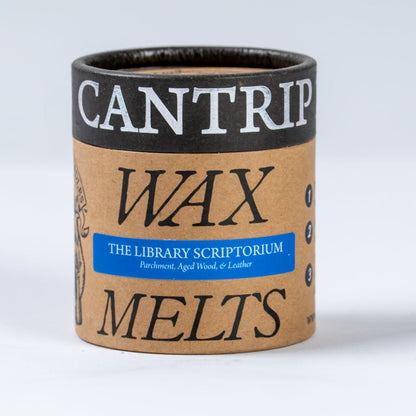 CANTRIP
WAX
THE LIBRARY SCRIPTORIUM
Parchment, Aged Wood, & Leather
MELTS
1
2
3